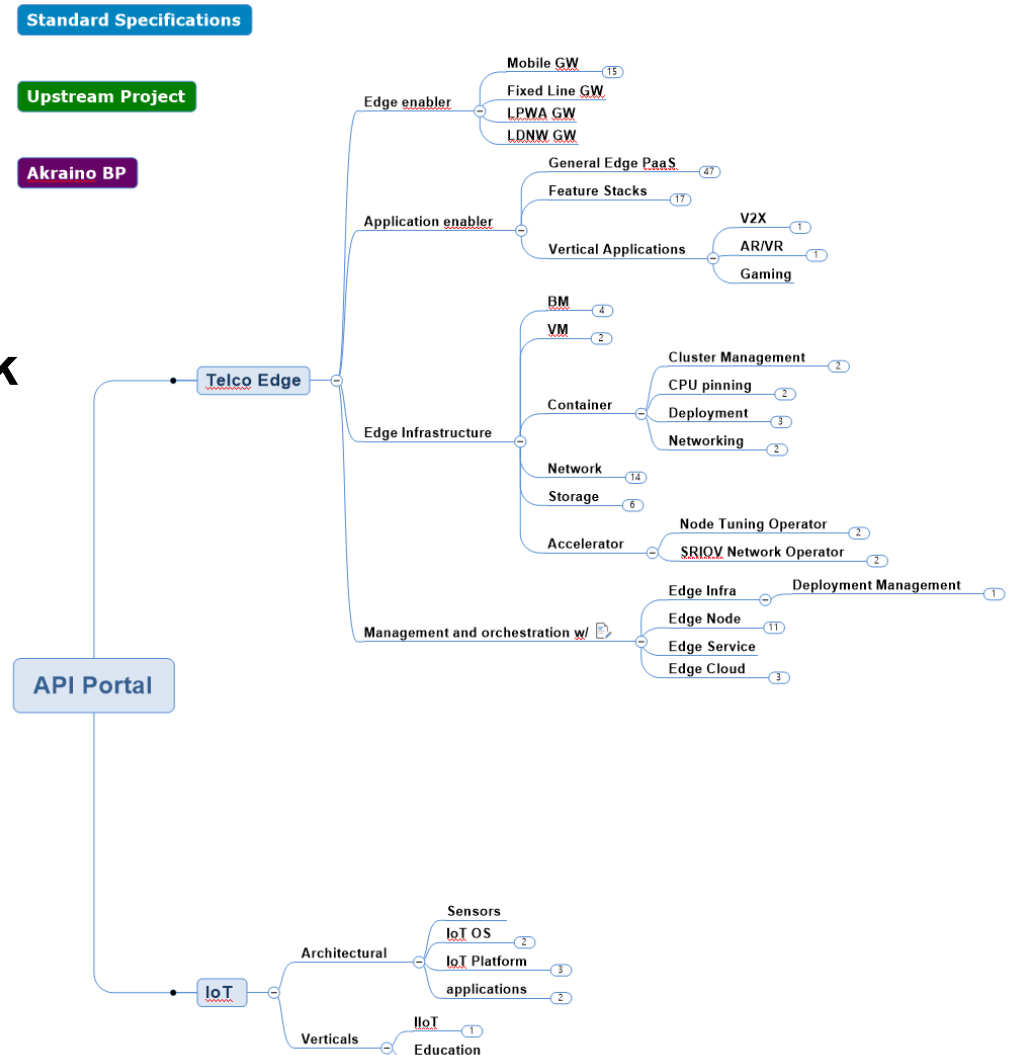 Standard Specifications
Upstream Project
Akraino BP
k
API Portal
Telco Edge
Edge enabler
Mobile GW 15
Fixed Line GW
LPWA GW
LDNW GW
Application enabler
General Edge PaaS 47
Feature Stacks 17
Vertical Applications
V2X 1
AR/VR 1
Gaming
Edge Infrastructure
BM 4
VM 2
Container
Cluster Management 2
CPU pinning 2
Deployment 3
Networking 2
Network 14
Storage 6
Accelerator
Node Tuning Operator 2
SRIOV Network Operator 2
Management and orchestration w/
Edge Infra
Deployment Management 1
Edge Node 11
Edge Service
Edge Cloud 3
IoT
Architectural
Sensors
IoT OS 2
IoT Platform 3
applications 2
Verticals
IIoT 1
Education